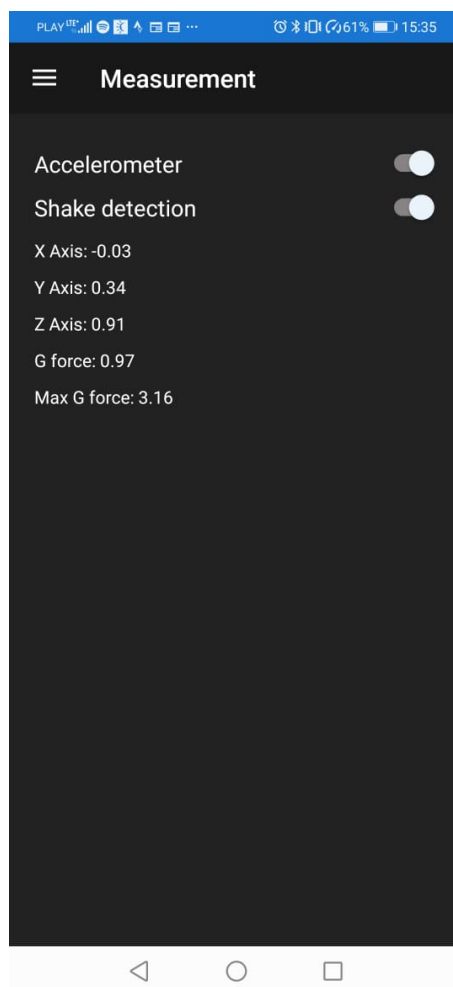 PLAY LTE 61% 15:35
Measurement
Accelerometer
Shake detection
X Axis: -0.03
Y Axis: 0.34
Z Axis: 0.91
G force: 0.97
Max G force: 3.16